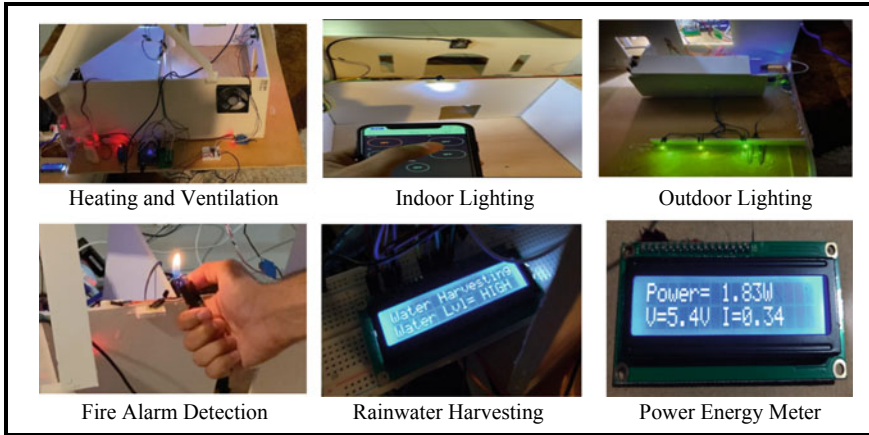 Heating and Ventilation
Indoor Lighting
Outdoor Lighting
Water Harvesting
Water Lvl= HIGH
Power= 1.83W
V=5.4V I=0.34
Fire Alarm Detection
Rainwater Harvesting
Power Energy Meter